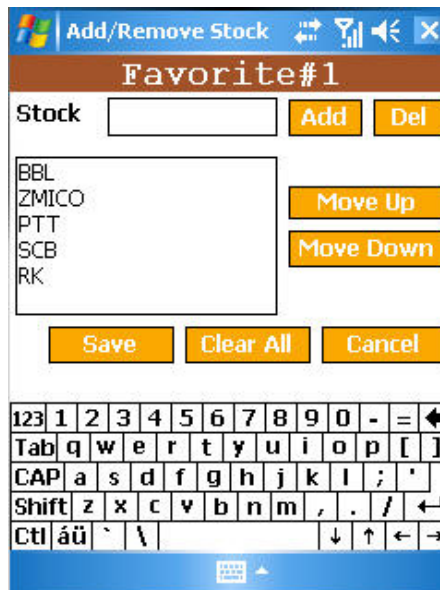 Add/Remove Stock
Favorite#1
Stock Add Del
BBL
ZMICO
PTT
SCB
RK
Move Up
Move Down
Save Clear All Cancel
123 1 2 3 4 5 6 7 8 9 0 - = ←
Tab q w e r t y u i o p [ ]
CAP a s d f g h j k l ; '
Shift z x c v b n m , . / ↵
Ctl áü ` \ ↓ ↑ ← →